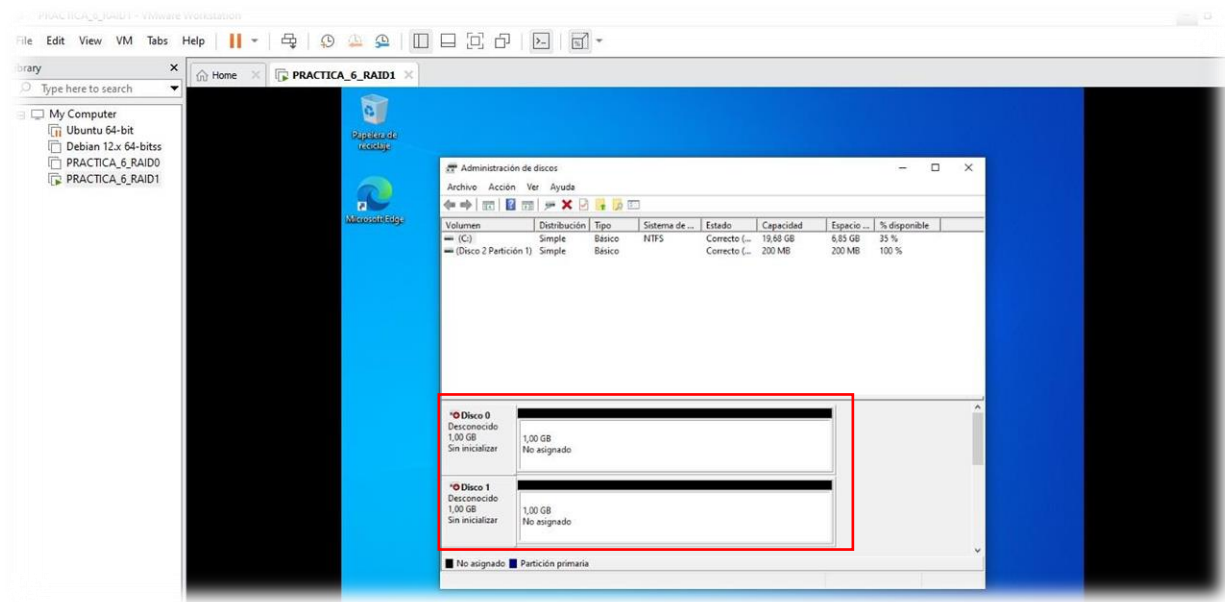 PRACTICA_6_RAID1 - VMware Workstation
File Edit View VM Tabs Help
Home PRACTICA_6_RAID1
Type here to search
My Computer
Ubuntu 64-bit
Debian 12.x 64-bitss
PRACTICA_6_RAID0
PRACTICA_6_RAID1
Papelera de
reciclaje
Microsoft Edge
Administración de discos
Archivo Acción Ver Ayuda
Volumen Distribución Tipo Sistema de ... Estado Capacidad Espacio ... % disponible
(C:) Simple Básico NTFS Correcto (... 19,68 GB 6,85 GB 35 %
(Disco 2 Partición 1) Simple Básico Correcto (... 200 MB 200 MB 100 %
Disco 0
Desconocido
1,00 GB
Sin inicializar
1,00 GB
No asignado
Disco 1
Desconocido
1,00 GB
Sin inicializar
1,00 GB
No asignado
No asignado Partición primaria